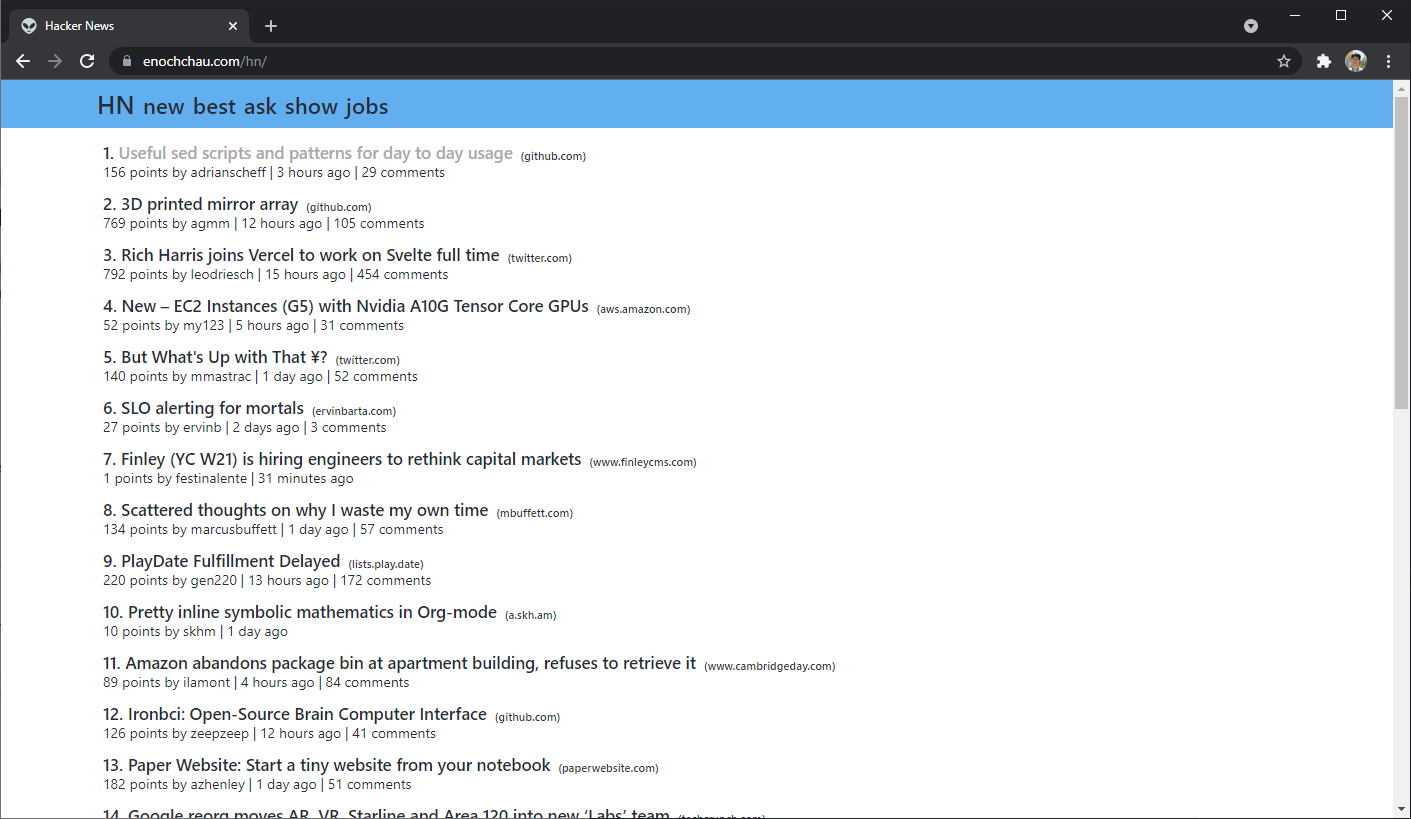 Hacker News
enochchau.com/hn/
HN new best ask show jobs
1. Useful sed scripts and patterns for day to day usage (github.com)
156 points by adrianscheff | 3 hours ago | 29 comments
2. 3D printed mirror array (github.com)
769 points by agmm | 12 hours ago | 105 comments
3. Rich Harris joins Vercel to work on Svelte full time (twitter.com)
792 points by leodriesch | 15 hours ago | 454 comments
4. New – EC2 Instances (G5) with Nvidia A10G Tensor Core GPUs (aws.amazon.com)
52 points by my123 | 5 hours ago | 31 comments
5. But What's Up with That ¥? (twitter.com)
140 points by mmastrac | 1 day ago | 52 comments
6. SLO alerting for mortals (ervinbarta.com)
27 points by ervinb | 2 days ago | 3 comments
7. Finley (YC W21) is hiring engineers to rethink capital markets (www.finleycms.com)
1 points by festinalente | 31 minutes ago
8. Scattered thoughts on why I waste my own time (mbuffett.com)
134 points by marcusbuffett | 1 day ago | 57 comments
9. PlayDate Fulfillment Delayed (lists.play.date)
220 points by gen220 | 13 hours ago | 172 comments
10. Pretty inline symbolic mathematics in Org-mode (a.skh.am)
10 points by skhm | 1 day ago
11. Amazon abandons package bin at apartment building, refuses to retrieve it (www.cambridgeday.com)
89 points by ilamont | 4 hours ago | 84 comments
12. Ironbci: Open-Source Brain Computer Interface (github.com)
126 points by zeepzeep | 12 hours ago | 41 comments
13. Paper Website: Start a tiny website from your notebook (paperwebsite.com)
182 points by azhenley | 1 day ago | 51 comments
14. Google reorg moves AR, VR, Starline and Area 120 into new ‘Labs’ team (techcrunch.com)